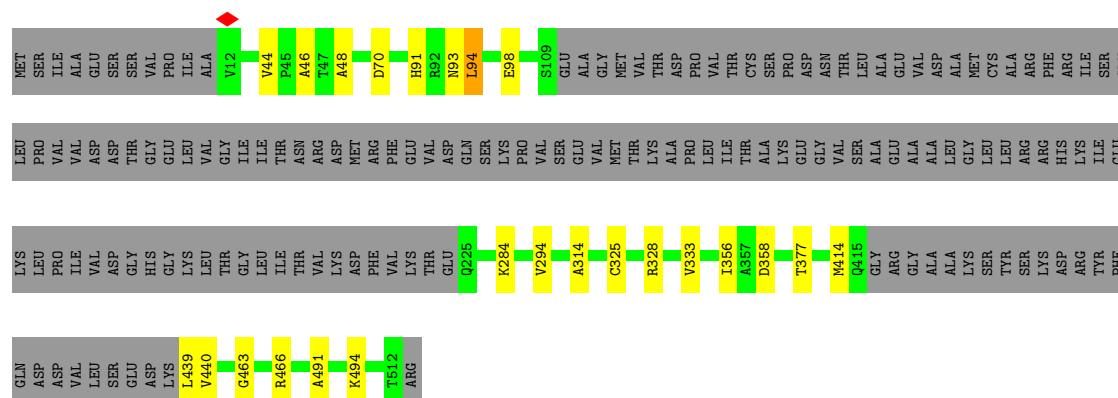 MET SER ILE ALA GLU SER SER VAL PRO ILE ALA V12 V44 P45 A46 T47 A48 D70 H91 R92 N93 L94 E98 S109 GLU ALA GLY MET VAL THR ASP PRO VAL THR CYS SER PRO ASP ASN THR LEU ALA GLU VAL ASP ALA MET CYS ALA ARG PHE ARG ILE SER
LEU PRO VAL VAL ASP ASP THR GLY GLU LEU VAL GLY ILE ILE THR ASN ARG ASP MET ARG PHE GLU VAL ASP GLN SER LYS PRO VAL SER GLU VAL MET THR LYS ALA PRO LEU ILE THR ALA LYS GLU GLY VAL SER ALA GLU ALA ALA LEU GLY LEU LEU ARG ARG HIS LYS ILE GLU
LYS LEU PRO ILE VAL ASP GLY HIS GLY LYS LEU THR GLY LEU ILE THR VAL LYS ASP PHE VAL LYS THR GLU Q225 K284 V294 A314 C325 R328 V333 I356 A357 D358 T377 M414 Q415 GLY ARG GLY ALA ALA LYS SER TYR SER LYS ASP ARG TYR PHE
GLN ASP ASP VAL LEU SER GLU ASP LYS L439 V440 G463 R466 A491 K494 T512 ARG